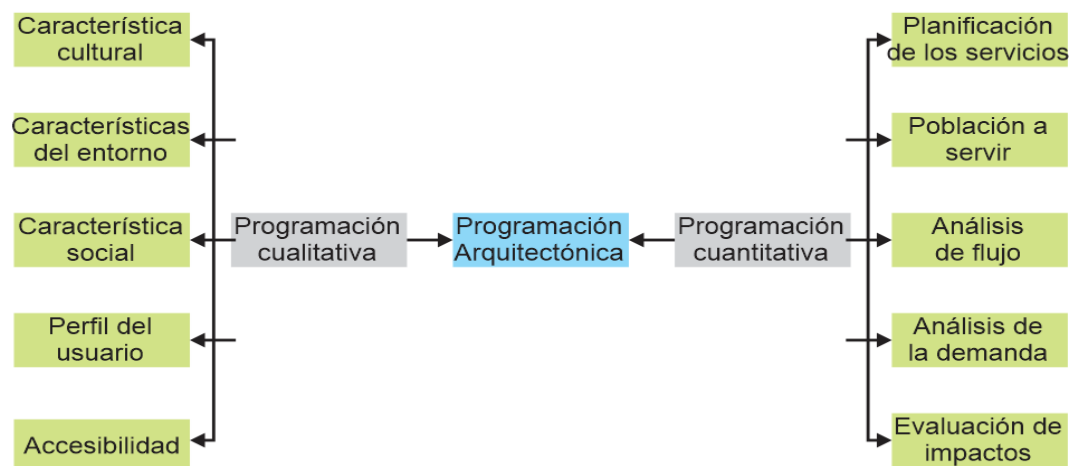 Característica
cultural
Características
del entorno
Característica
social
Perfil del
usuario
Accesibilidad
Programación
cualitativa
Programación
Arquitectónica
Programación
cuantitativa
Planificación
de los servicios
Población a
servir
Análisis
de flujo
Análisis de
la demanda
Evaluación de
impactos